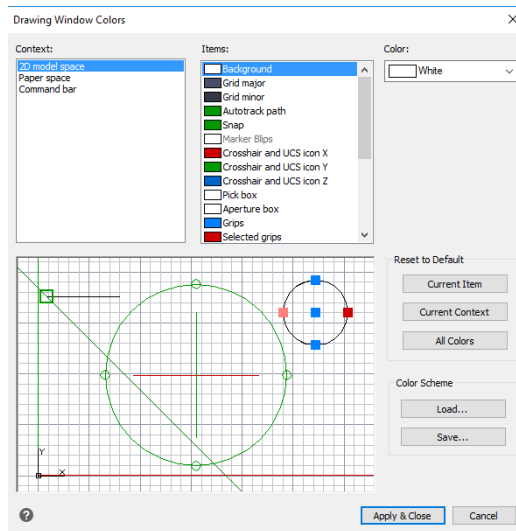 Drawing Window Colors
Context:
2D model space
Paper space
Command bar
Items:
Background
Grid major
Grid minor
Autotrack path
Snap
Marker Blips
Crosshair and UCS icon X
Crosshair and UCS icon Y
Crosshair and UCS icon Z
Pick box
Aperture box
Grips
Selected grips
Color:
White
Y
X
Reset to Default
Current Item
Current Context
All Colors
Color Scheme
Load...
Save...
?
Apply & Close
Cancel